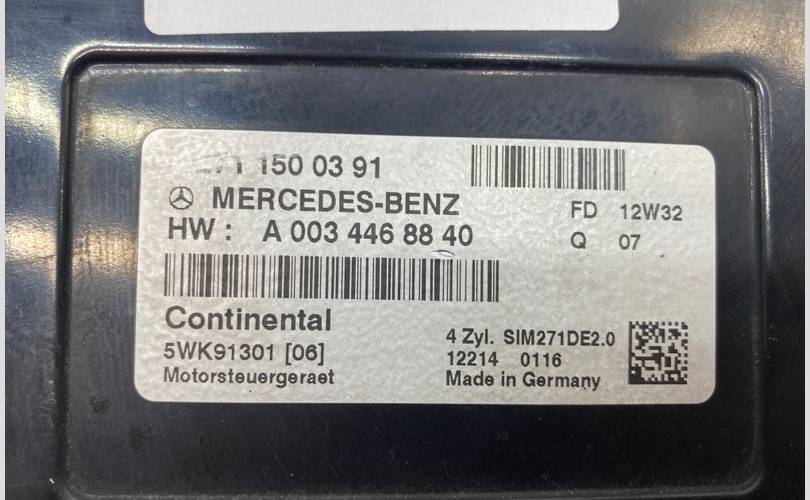 271 150 03 91
MERCEDES-BENZ
FD 12W32
HW : A 003 446 88 40
Q 07
Continental
5WK91301 [06]
Motorsteuergeraet
4 Zyl. SIM271DE2.0
12214 0116
Made in Germany